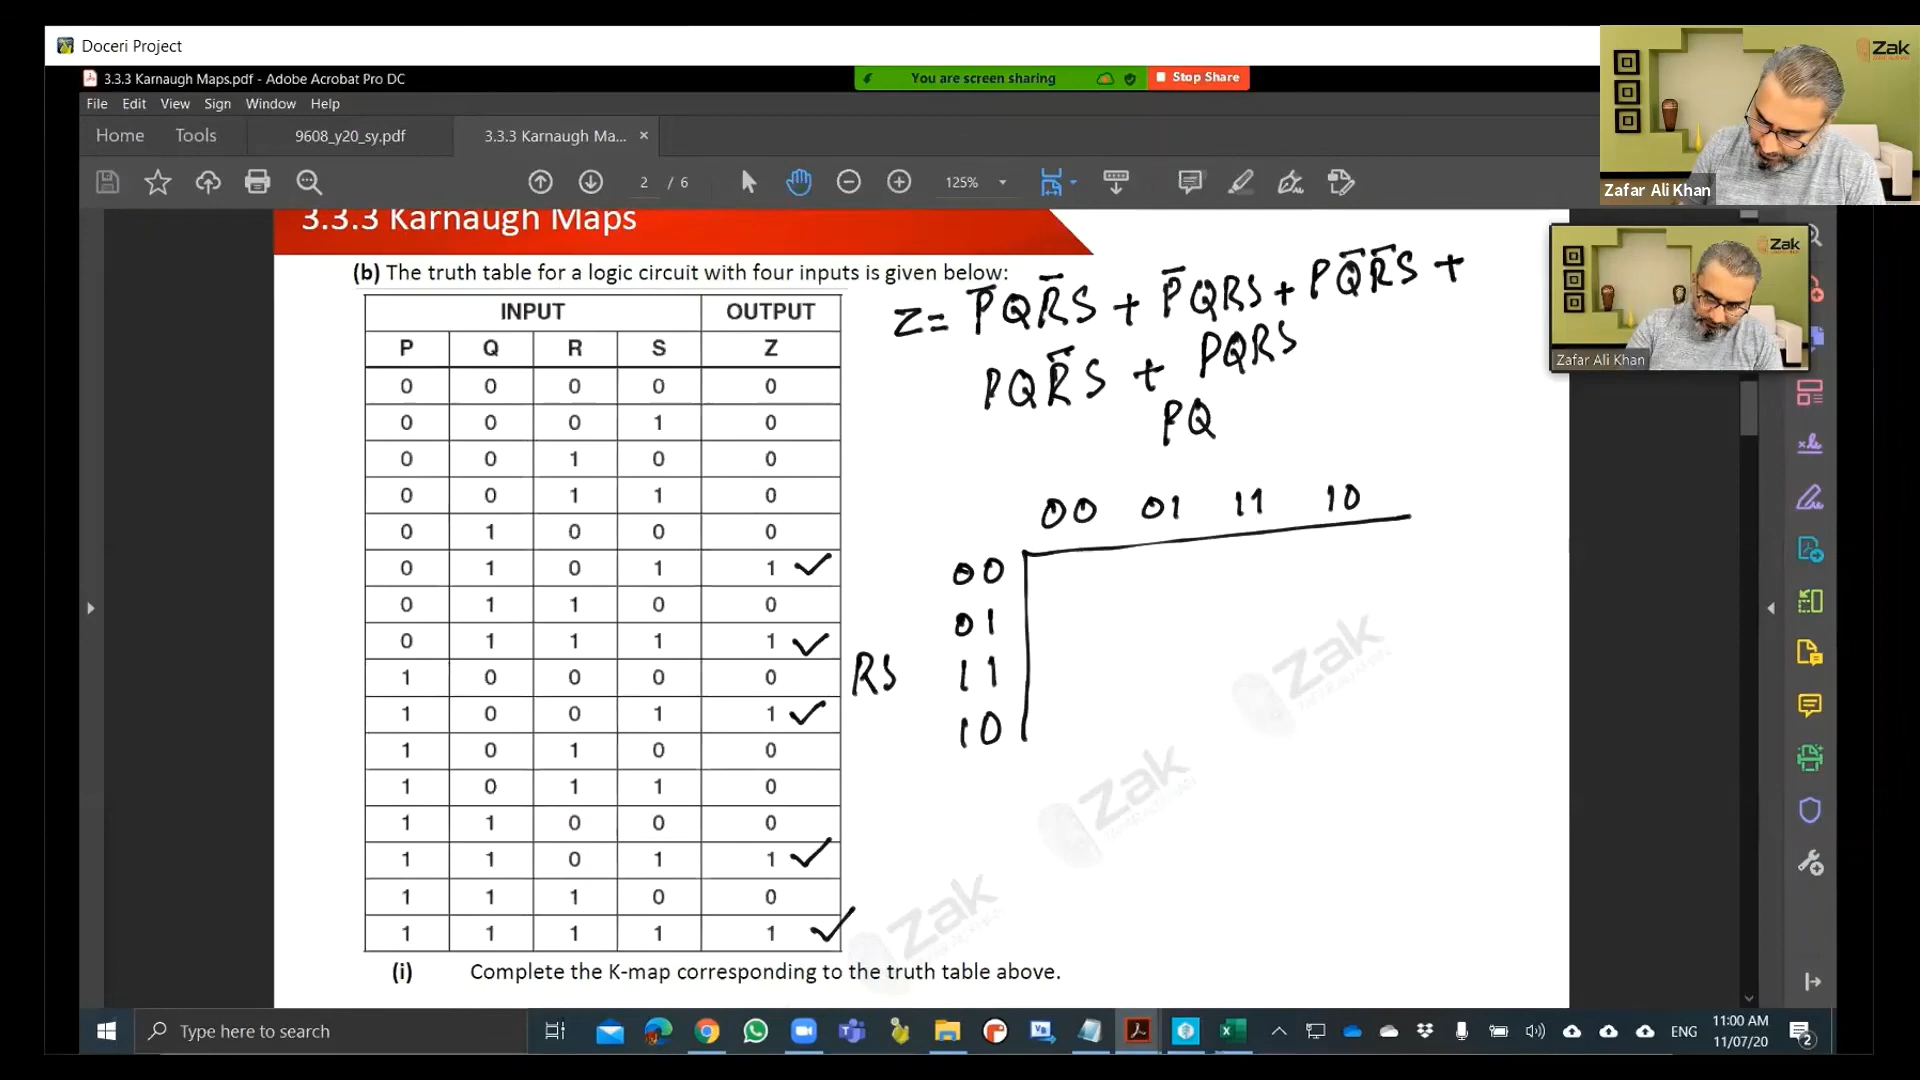 Doceri Project
3.3.3 Karnaugh Maps.pdf - Adobe Acrobat Pro DC
You are screen sharing
Stop Share
Zak
File Edit View Sign Window Help
Home Tools 9608_y20_sy.pdf 3.3.3 Karnaugh Ma... ×
2 / 6 125%
Zafar Ali Khan
3.3.3 Karnaugh Maps
Zak
Zafar Ali Khan
(b) The truth table for a logic circuit with four inputs is given below:
INPUT OUTPUT
P Q R S Z
0 0 0 0 0
0 0 0 1 0
0 0 1 0 0
0 0 1 1 0
0 1 0 0 0
0 1 0 1 1 ✓
0 1 1 0 0
0 1 1 1 1 ✓
1 0 0 0 0
1 0 0 1 1 ✓
1 0 1 0 0
1 0 1 1 0
1 1 0 0 0
1 1 0 1 1 ✓
1 1 1 0 0
1 1 1 1 1 ✓
Z = P̅QR̅S + P̅QRS + PQ̅R̅S +
PQR̅S + PQRS
PQ
00 01 11 10
00
01
RS 11
10
Zak
Zak
Zak
(i) Complete the K-map corresponding to the truth table above.
Type here to search
ENG
11:00 AM
11/07/20
2